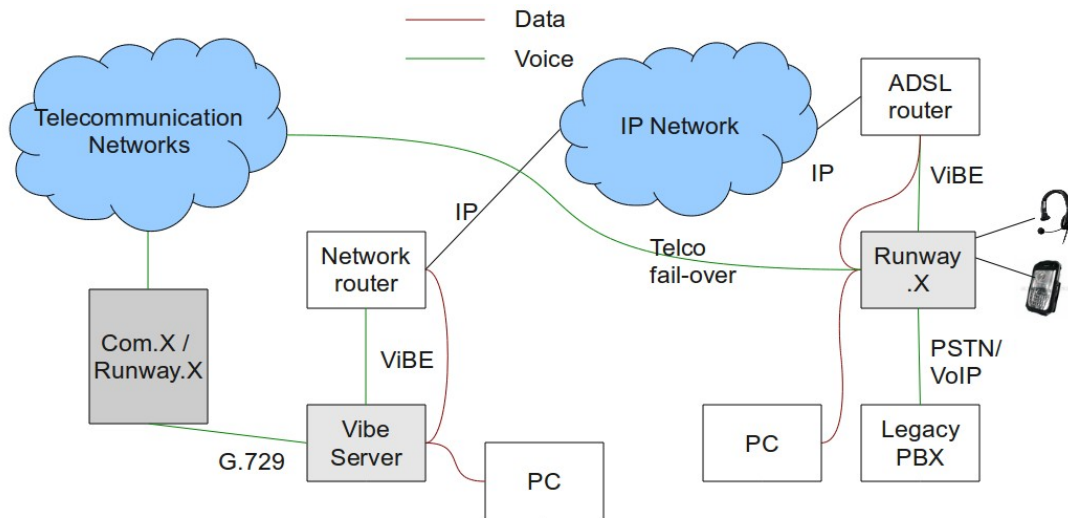 Data
Voice
Telecommunication
Networks
IP Network
ADSL
router
IP
ViBE
IP
Network
router
Telco
fail-over
Runway
.X
Com.X /
Runway.X
ViBE
PSTN/
VoIP
G.729
Vibe
Server
PC
PC
Legacy
PBX